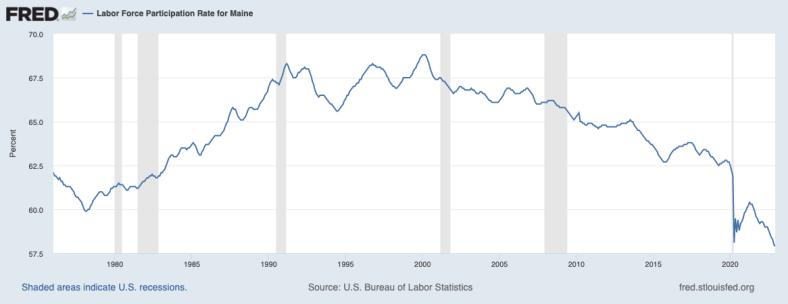 FRED
Labor Force Participation Rate for Maine
70.0
67.5
65.0
62.5
60.0
57.5
Percent
1980 1985 1990 1995 2000 2005 2010 2015 2020
Shaded areas indicate U.S. recessions. Source: U.S. Bureau of Labor Statistics fred.stlouisfed.org